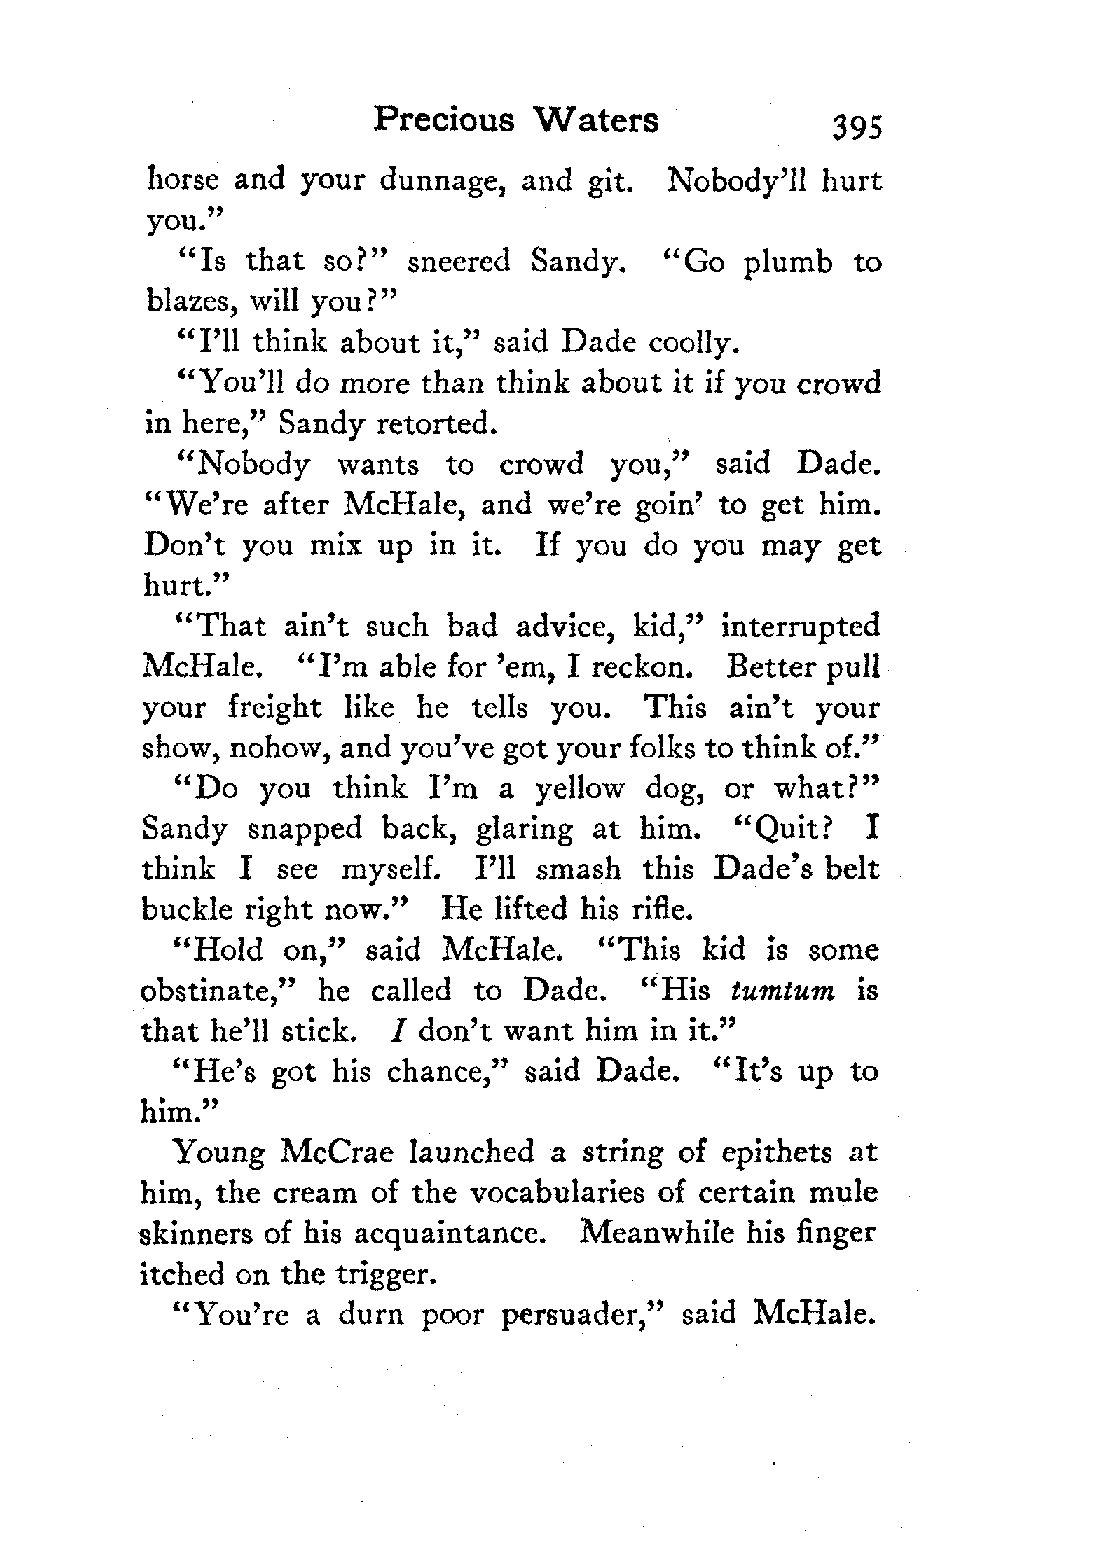 Precious Waters 395
horse and your dunnage, and git. Nobody'll hurt
you."
"Is that so?" sneered Sandy. "Go plumb to
blazes, will you?"
"I'll think about it," said Dade coolly.
"You'll do more than think about it if you crowd
in here," Sandy retorted.
"Nobody wants to crowd you," said Dade.
"We're after McHale, and we're goin' to get him.
Don't you mix up in it. If you do you may get
hurt."
"That ain't such bad advice, kid," interrupted
McHale. "I'm able for 'em, I reckon. Better pull
your freight like he tells you. This ain't your
show, nohow, and you've got your folks to think of."
"Do you think I'm a yellow dog, or what?"
Sandy snapped back, glaring at him. "Quit? I
think I see myself. I'll smash this Dade's belt
buckle right now." He lifted his rifle.
"Hold on," said McHale. "This kid is some
obstinate," he called to Dade. "His tumtum is
that he'll stick. I don't want him in it."
"He's got his chance," said Dade. "It's up to
him."
Young McCrae launched a string of epithets at
him, the cream of the vocabularies of certain mule
skinners of his acquaintance. Meanwhile his finger
itched on the trigger.
"You're a durn poor persuader," said McHale.